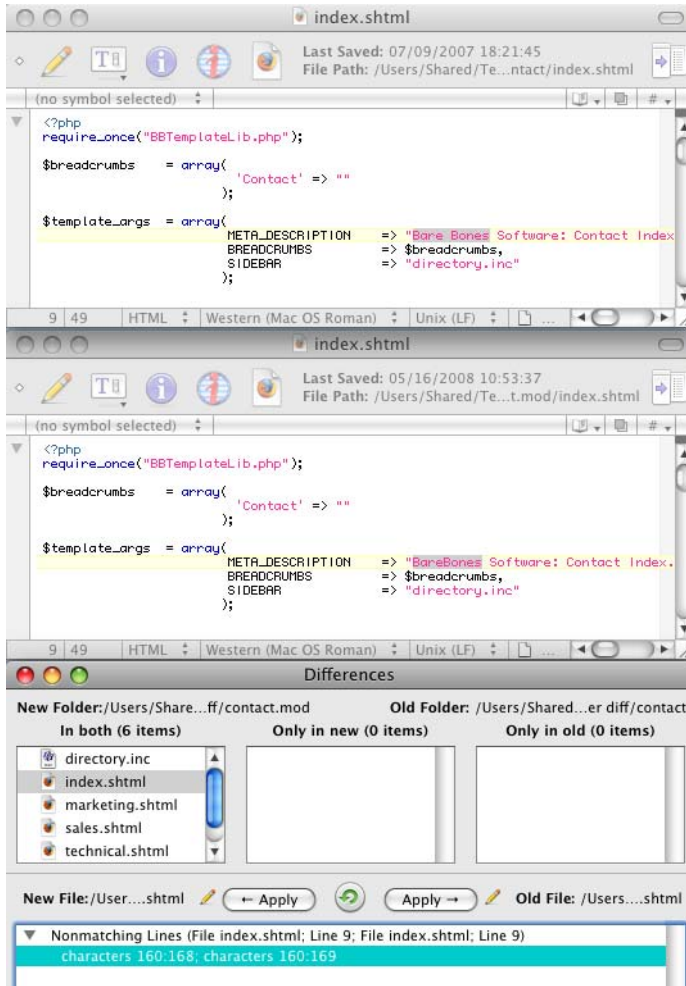 index.shtml
Last Saved: 07/09/2007 18:21:45
File Path: /Users/Shared/Te...ntact/index.shtml
(no symbol selected)
#
<?php
require_once("BBTemplateLib.php");
$breadcrumbs = array(
'Contact' => ""
);
$template_args = array(
META_DESCRIPTION => "Bare Bones Software: Contact Index
BREADCRUMBS => $breadcrumbs,
SIDEBAR => "directory.inc"
);
9 49 HTML Western (Mac OS Roman) Unix (LF) ...
index.shtml
Last Saved: 05/16/2008 10:53:37
File Path: /Users/Shared/Te...t.mod/index.shtml
(no symbol selected)
#
<?php
require_once("BBTemplateLib.php");
$breadcrumbs = array(
'Contact' => ""
);
$template_args = array(
META_DESCRIPTION => "BareBones Software: Contact Index.
BREADCRUMBS => $breadcrumbs,
SIDEBAR => "directory.inc"
);
9 49 HTML Western (Mac OS Roman) Unix (LF) ...
Differences
New Folder:/Users/Share...ff/contact.mod Old Folder: /Users/Shared...er diff/contact
In both (6 items) Only in new (0 items) Only in old (0 items)
directory.inc
index.shtml
marketing.shtml
sales.shtml
technical.shtml
New File:/User....shtml ← Apply Apply → Old File: /Users....shtml
Nonmatching Lines (File index.shtml; Line 9; File index.shtml; Line 9)
characters 160:168; characters 160:169